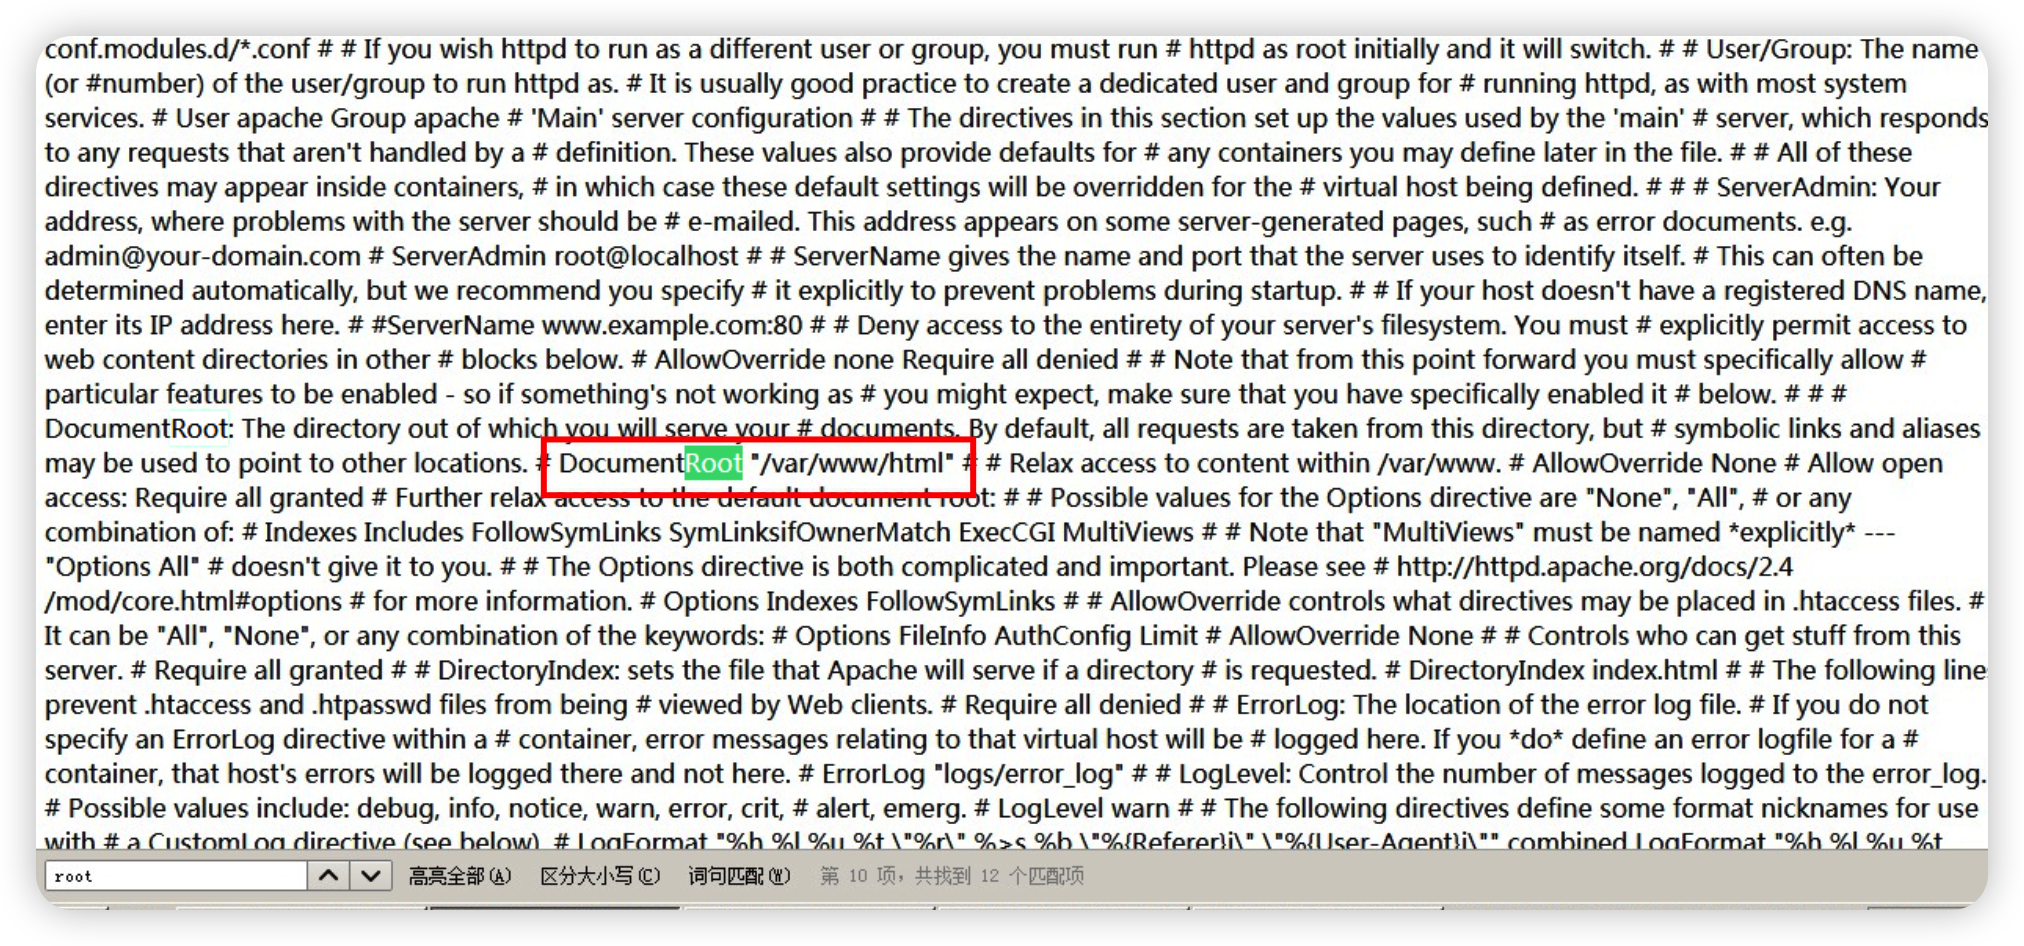 conf.modules.d/*.conf # # If you wish httpd to run as a different user or group, you must run # httpd as root initially and it will switch. # # User/Group: The name
(or #number) of the user/group to run httpd as. # It is usually good practice to create a dedicated user and group for # running httpd, as with most system
services. # User apache Group apache # 'Main' server configuration # # The directives in this section set up the values used by the 'main' # server, which responds
to any requests that aren't handled by a # definition. These values also provide defaults for # any containers you may define later in the file. # # All of these
directives may appear inside containers, # in which case these default settings will be overridden for the # virtual host being defined. # # # ServerAdmin: Your
address, where problems with the server should be # e-mailed. This address appears on some server-generated pages, such # as error documents. e.g.
admin@your-domain.com # ServerAdmin root@localhost # # ServerName gives the name and port that the server uses to identify itself. # This can often be
determined automatically, but we recommend you specify # it explicitly to prevent problems during startup. # # If your host doesn't have a registered DNS name,
enter its IP address here. # #ServerName www.example.com:80 # # Deny access to the entirety of your server's filesystem. You must # explicitly permit access to
web content directories in other # blocks below. # AllowOverride none Require all denied # # Note that from this point forward you must specifically allow #
particular features to be enabled - so if something's not working as # you might expect, make sure that you have specifically enabled it # below. # # #
DocumentRoot: The directory out of which you will serve your # documents. By default, all requests are taken from this directory, but # symbolic links and aliases
may be used to point to other locations. # DocumentRoot "/var/www/html" # # Relax access to content within /var/www. # AllowOverride None # Allow open
access: Require all granted # Further relax access to the default document root: # # Possible values for the Options directive are "None", "All", # or any
combination of: # Indexes Includes FollowSymLinks SymLinksifOwnerMatch ExecCGI MultiViews # # Note that "MultiViews" must be named *explicitly* ---
"Options All" # doesn't give it to you. # # The Options directive is both complicated and important. Please see # http://httpd.apache.org/docs/2.4
/mod/core.html#options # for more information. # Options Indexes FollowSymLinks # # AllowOverride controls what directives may be placed in .htaccess files. #
It can be "All", "None", or any combination of the keywords: # Options FileInfo AuthConfig Limit # AllowOverride None # # Controls who can get stuff from this
server. # Require all granted # # DirectoryIndex: sets the file that Apache will serve if a directory # is requested. # DirectoryIndex index.html # # The following line
prevent .htaccess and .htpasswd files from being # viewed by Web clients. # Require all denied # # ErrorLog: The location of the error log file. # If you do not
specify an ErrorLog directive within a # container, error messages relating to that virtual host will be # logged here. If you *do* define an error logfile for a #
container, that host's errors will be logged there and not here. # ErrorLog "logs/error_log" # # LogLevel: Control the number of messages logged to the error_log.
# Possible values include: debug, info, notice, warn, error, crit, # alert, emerg. # LogLevel warn # # The following directives define some format nicknames for use
with # a CustomLog directive (see below). # LogFormat "%h %l %u %t \"%r\" %>s %b \"%{Referer}i\" \"%{User-Agent}i\"" combined LogFormat "%h %l %u %t
root 高亮全部(A) 区分大小写(C) 词句匹配(W) 第 10 项，共找到 12 个匹配项